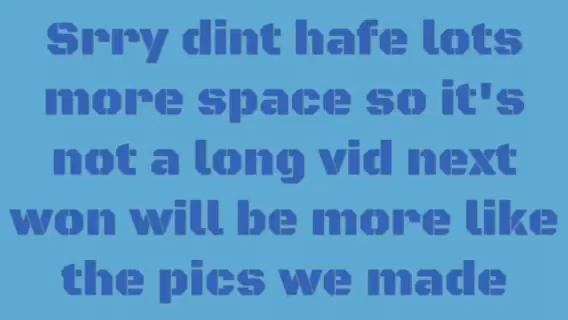 Srry dint hafe lots
more space so it's
not a long vid next
won will be more like
the pics we made